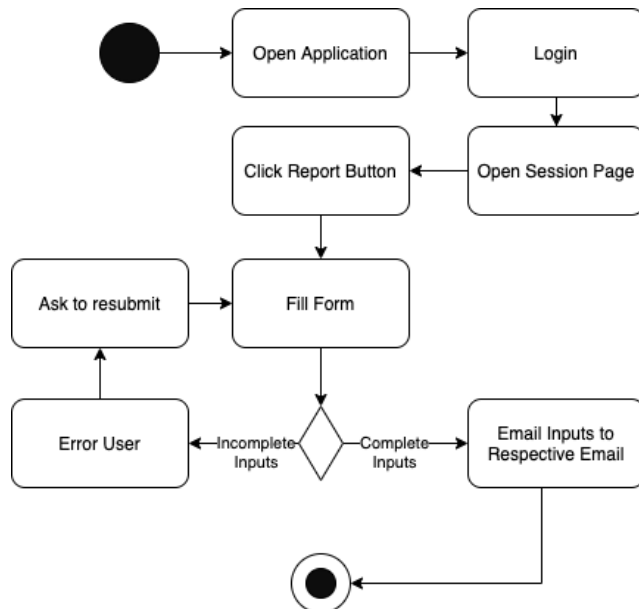 Open Application
Login
Click Report Button
Open Session Page
Ask to resubmit
Fill Form
Error User
Incomplete
Inputs
Complete
Inputs
Email Inputs to
Respective Email